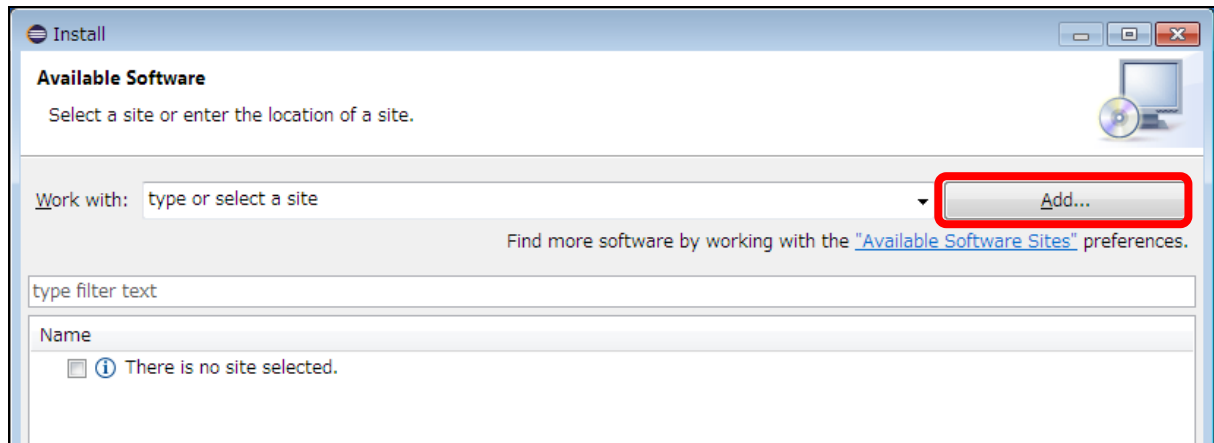 Install
Available Software
Select a site or enter the location of a site.
Work with: type or select a site Add...
Find more software by working with the "Available Software Sites" preferences.
type filter text
Name
There is no site selected.